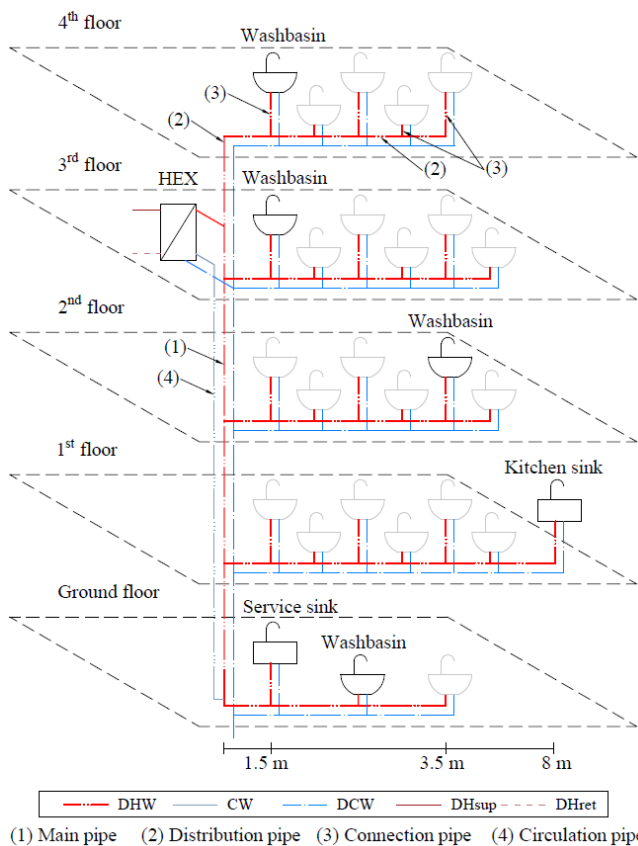 4th floor
Washbasin
(3)
(2)
(2)
(3)
3rd floor
HEX
Washbasin
2nd floor
Washbasin
(1)
(4)
1st floor
Kitchen sink
Ground floor
Service sink
Washbasin
1.5 m
3.5 m
8 m
DHW
CW
DCW
DHsup
DHret
(1) Main pipe (2) Distribution pipe (3) Connection pipe (4) Circulation pipe